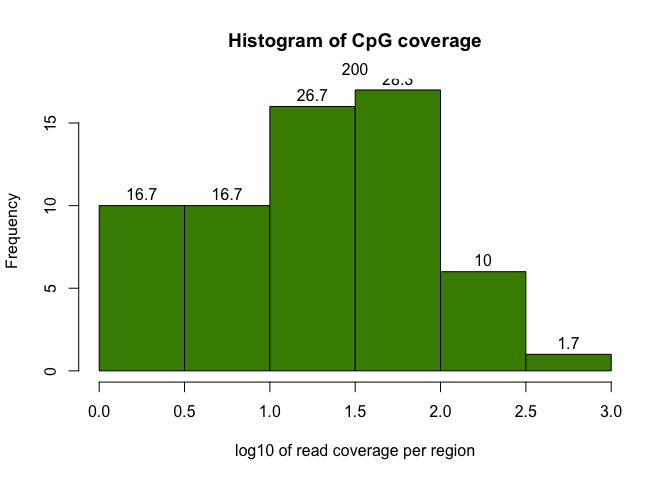 Histogram of CpG coverage
200
28.3
26.7
16.7 16.7
10
1.7
Frequency
15
10
5
0
0.0 0.5 1.0 1.5 2.0 2.5 3.0
log10 of read coverage per region